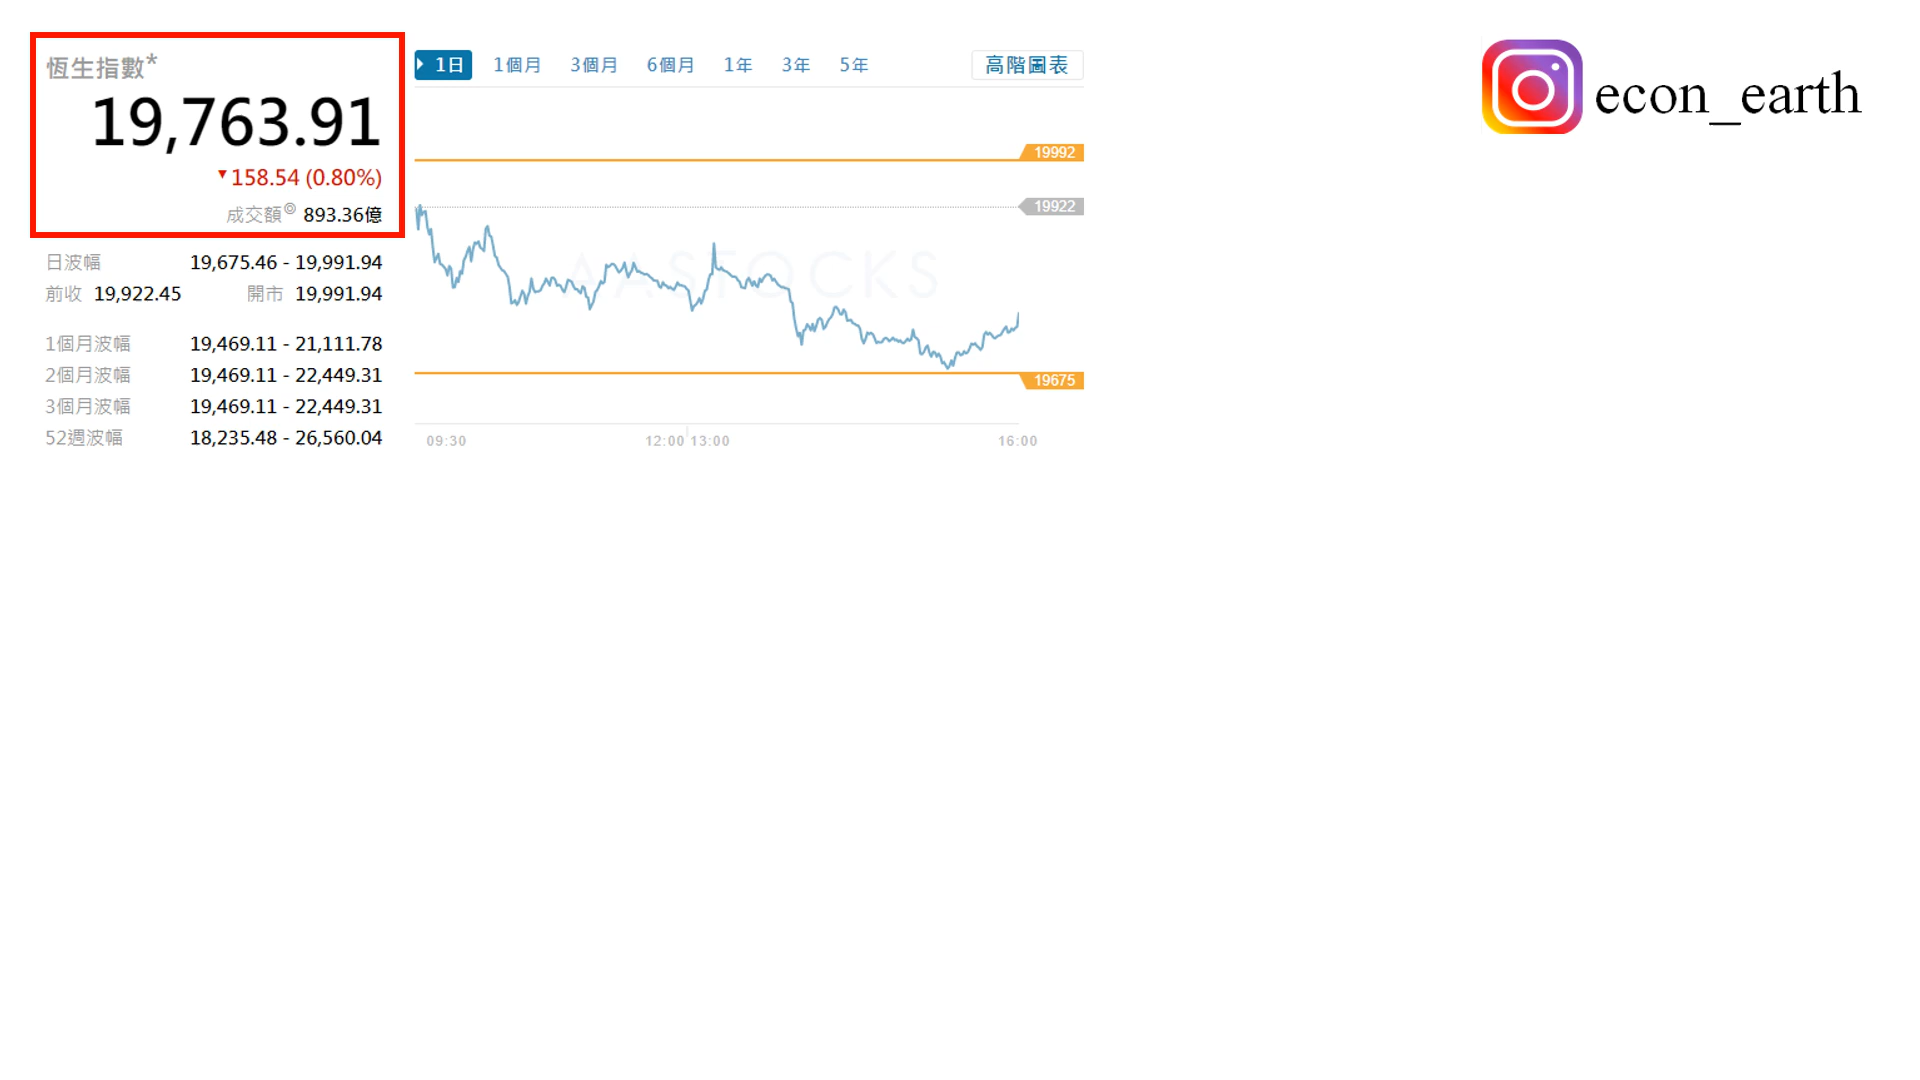 恆生指數*
19,763.91
▼158.54 (0.80%)
成交額◎ 893.36億
日波幅 19,675.46 - 19,991.94
前收 19,922.45 開市 19,991.94
1個月波幅 19,469.11 - 21,111.78
2個月波幅 19,469.11 - 22,449.31
3個月波幅 19,469.11 - 22,449.31
52週波幅 18,235.48 - 26,560.04
1日 1個月 3個月 6個月 1年 3年 5年 高階圖表
19992
19922
AASTOCKS
19675
09:30 12:00 13:00 16:00
econ_earth